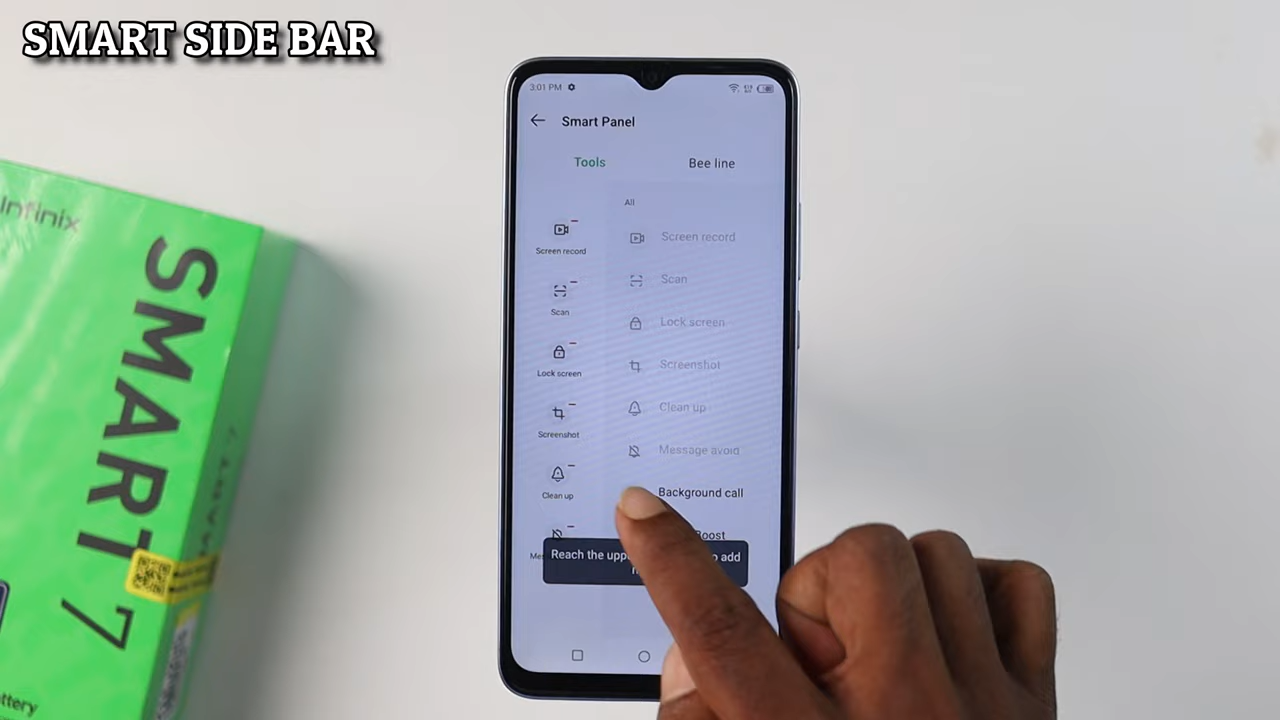 SMART SIDE BAR
3:01 PM
Smart Panel
Tools
Bee line
All
Screen record
Screen record
Scan
Scan
Lock screen
Lock screen
Screenshot
Screenshot
Clean up
Clean up
Message avoid
Background call
Boost
Reach the upp
o add
Infinix
SMART 7
SMART 7